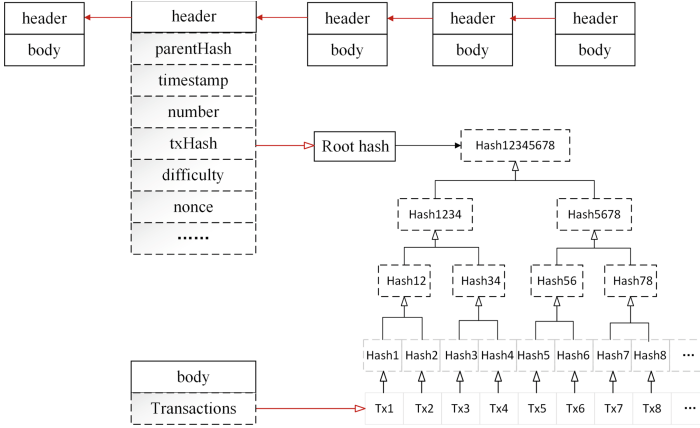 header header header header header
body parentHash body body body
timestamp
number
txHash Root hash Hash12345678
difficulty
nonce Hash1234 Hash5678
······
Hash12 Hash34 Hash56 Hash78
Hash1 Hash2 Hash3 Hash4 Hash5 Hash6 Hash7 Hash8 ···
body
Transactions Tx1 Tx2 Tx3 Tx4 Tx5 Tx6 Tx7 Tx8 ···